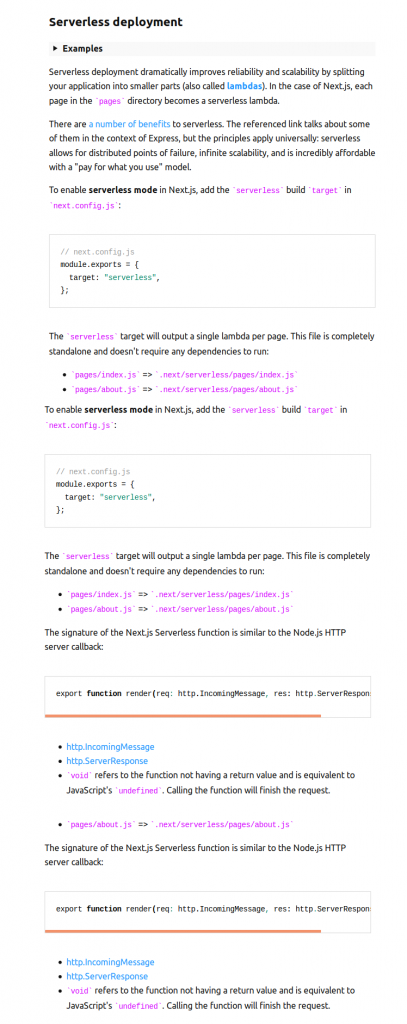 Serverless deployment
▸ Examples
Serverless deployment dramatically improves reliability and scalability by splitting
your application into smaller parts (also called lambdas). In the case of Next.js, each
page in the `pages` directory becomes a serverless lambda.
There are a number of benefits to serverless. The referenced link talks about some
of them in the context of Express, but the principles apply universally: serverless
allows for distributed points of failure, infinite scalability, and is incredibly affordable
with a "pay for what you use" model.
To enable serverless mode in Next.js, add the `serverless` build `target` in
`next.config.js`:
// next.config.js
module.exports = {
  target: "serverless",
};
The `serverless` target will output a single lambda per page. This file is completely
standalone and doesn't require any dependencies to run:
• `pages/index.js` => `.next/serverless/pages/index.js`
• `pages/about.js` => `.next/serverless/pages/about.js`
To enable serverless mode in Next.js, add the `serverless` build `target` in
`next.config.js`:
// next.config.js
module.exports = {
  target: "serverless",
};
The `serverless` target will output a single lambda per page. This file is completely
standalone and doesn't require any dependencies to run:
• `pages/index.js` => `.next/serverless/pages/index.js`
• `pages/about.js` => `.next/serverless/pages/about.js`
The signature of the Next.js Serverless function is similar to the Node.js HTTP
server callback:
export function render(req: http.IncomingMessage, res: http.ServerRespon
• http.IncomingMessage
• http.ServerResponse
• `void` refers to the function not having a return value and is equivalent to
JavaScript's `undefined`. Calling the function will finish the request.
• `pages/about.js` => `.next/serverless/pages/about.js`
The signature of the Next.js Serverless function is similar to the Node.js HTTP
server callback:
export function render(req: http.IncomingMessage, res: http.ServerRespon
• http.IncomingMessage
• http.ServerResponse
• `void` refers to the function not having a return value and is equivalent to
JavaScript's `undefined`. Calling the function will finish the request.